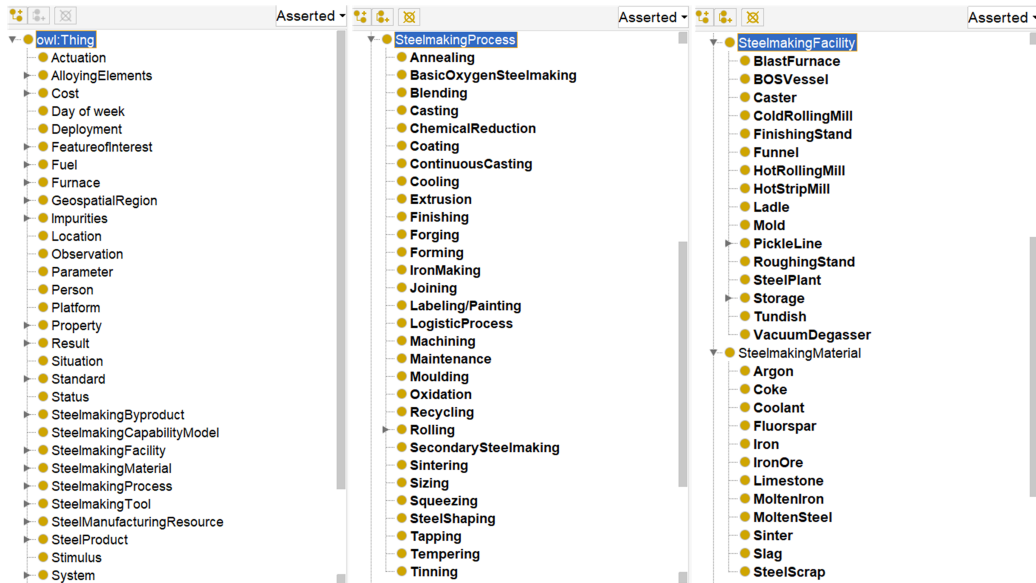 Asserted
owl:Thing
Actuation
AlloyingElements
Cost
Day of week
Deployment
FeatureofInterest
Fuel
Furnace
GeospatialRegion
Impurities
Location
Observation
Parameter
Person
Platform
Property
Result
Situation
Standard
Status
SteelmakingByproduct
SteelmakingCapabilityModel
SteelmakingFacility
SteelmakingMaterial
SteelmakingProcess
SteelmakingTool
SteelManufacturingResource
SteelProduct
Stimulus
System
Asserted
SteelmakingProcess
Annealing
BasicOxygenSteelmaking
Blending
Casting
ChemicalReduction
Coating
ContinuousCasting
Cooling
Extrusion
Finishing
Forging
Forming
IronMaking
Joining
Labeling/Painting
LogisticProcess
Machining
Maintenance
Moulding
Oxidation
Recycling
Rolling
SecondarySteelmaking
Sintering
Sizing
Squeezing
SteelShaping
Tapping
Tempering
Tinning
Asserted
SteelmakingFacility
BlastFurnace
BOSVessel
Caster
ColdRollingMill
FinishingStand
Funnel
HotRollingMill
HotStripMill
Ladle
Mold
PickleLine
RoughingStand
SteelPlant
Storage
Tundish
VacuumDegasser
SteelmakingMaterial
Argon
Coke
Coolant
Fluorspar
Iron
IronOre
Limestone
MoltenIron
MoltenSteel
Sinter
Slag
SteelScrap